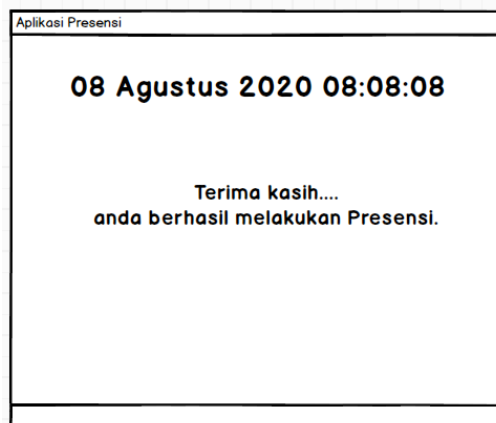 Aplikasi Presensi
08 Agustus 2020 08:08:08
Terima kasih....
anda berhasil melakukan Presensi.